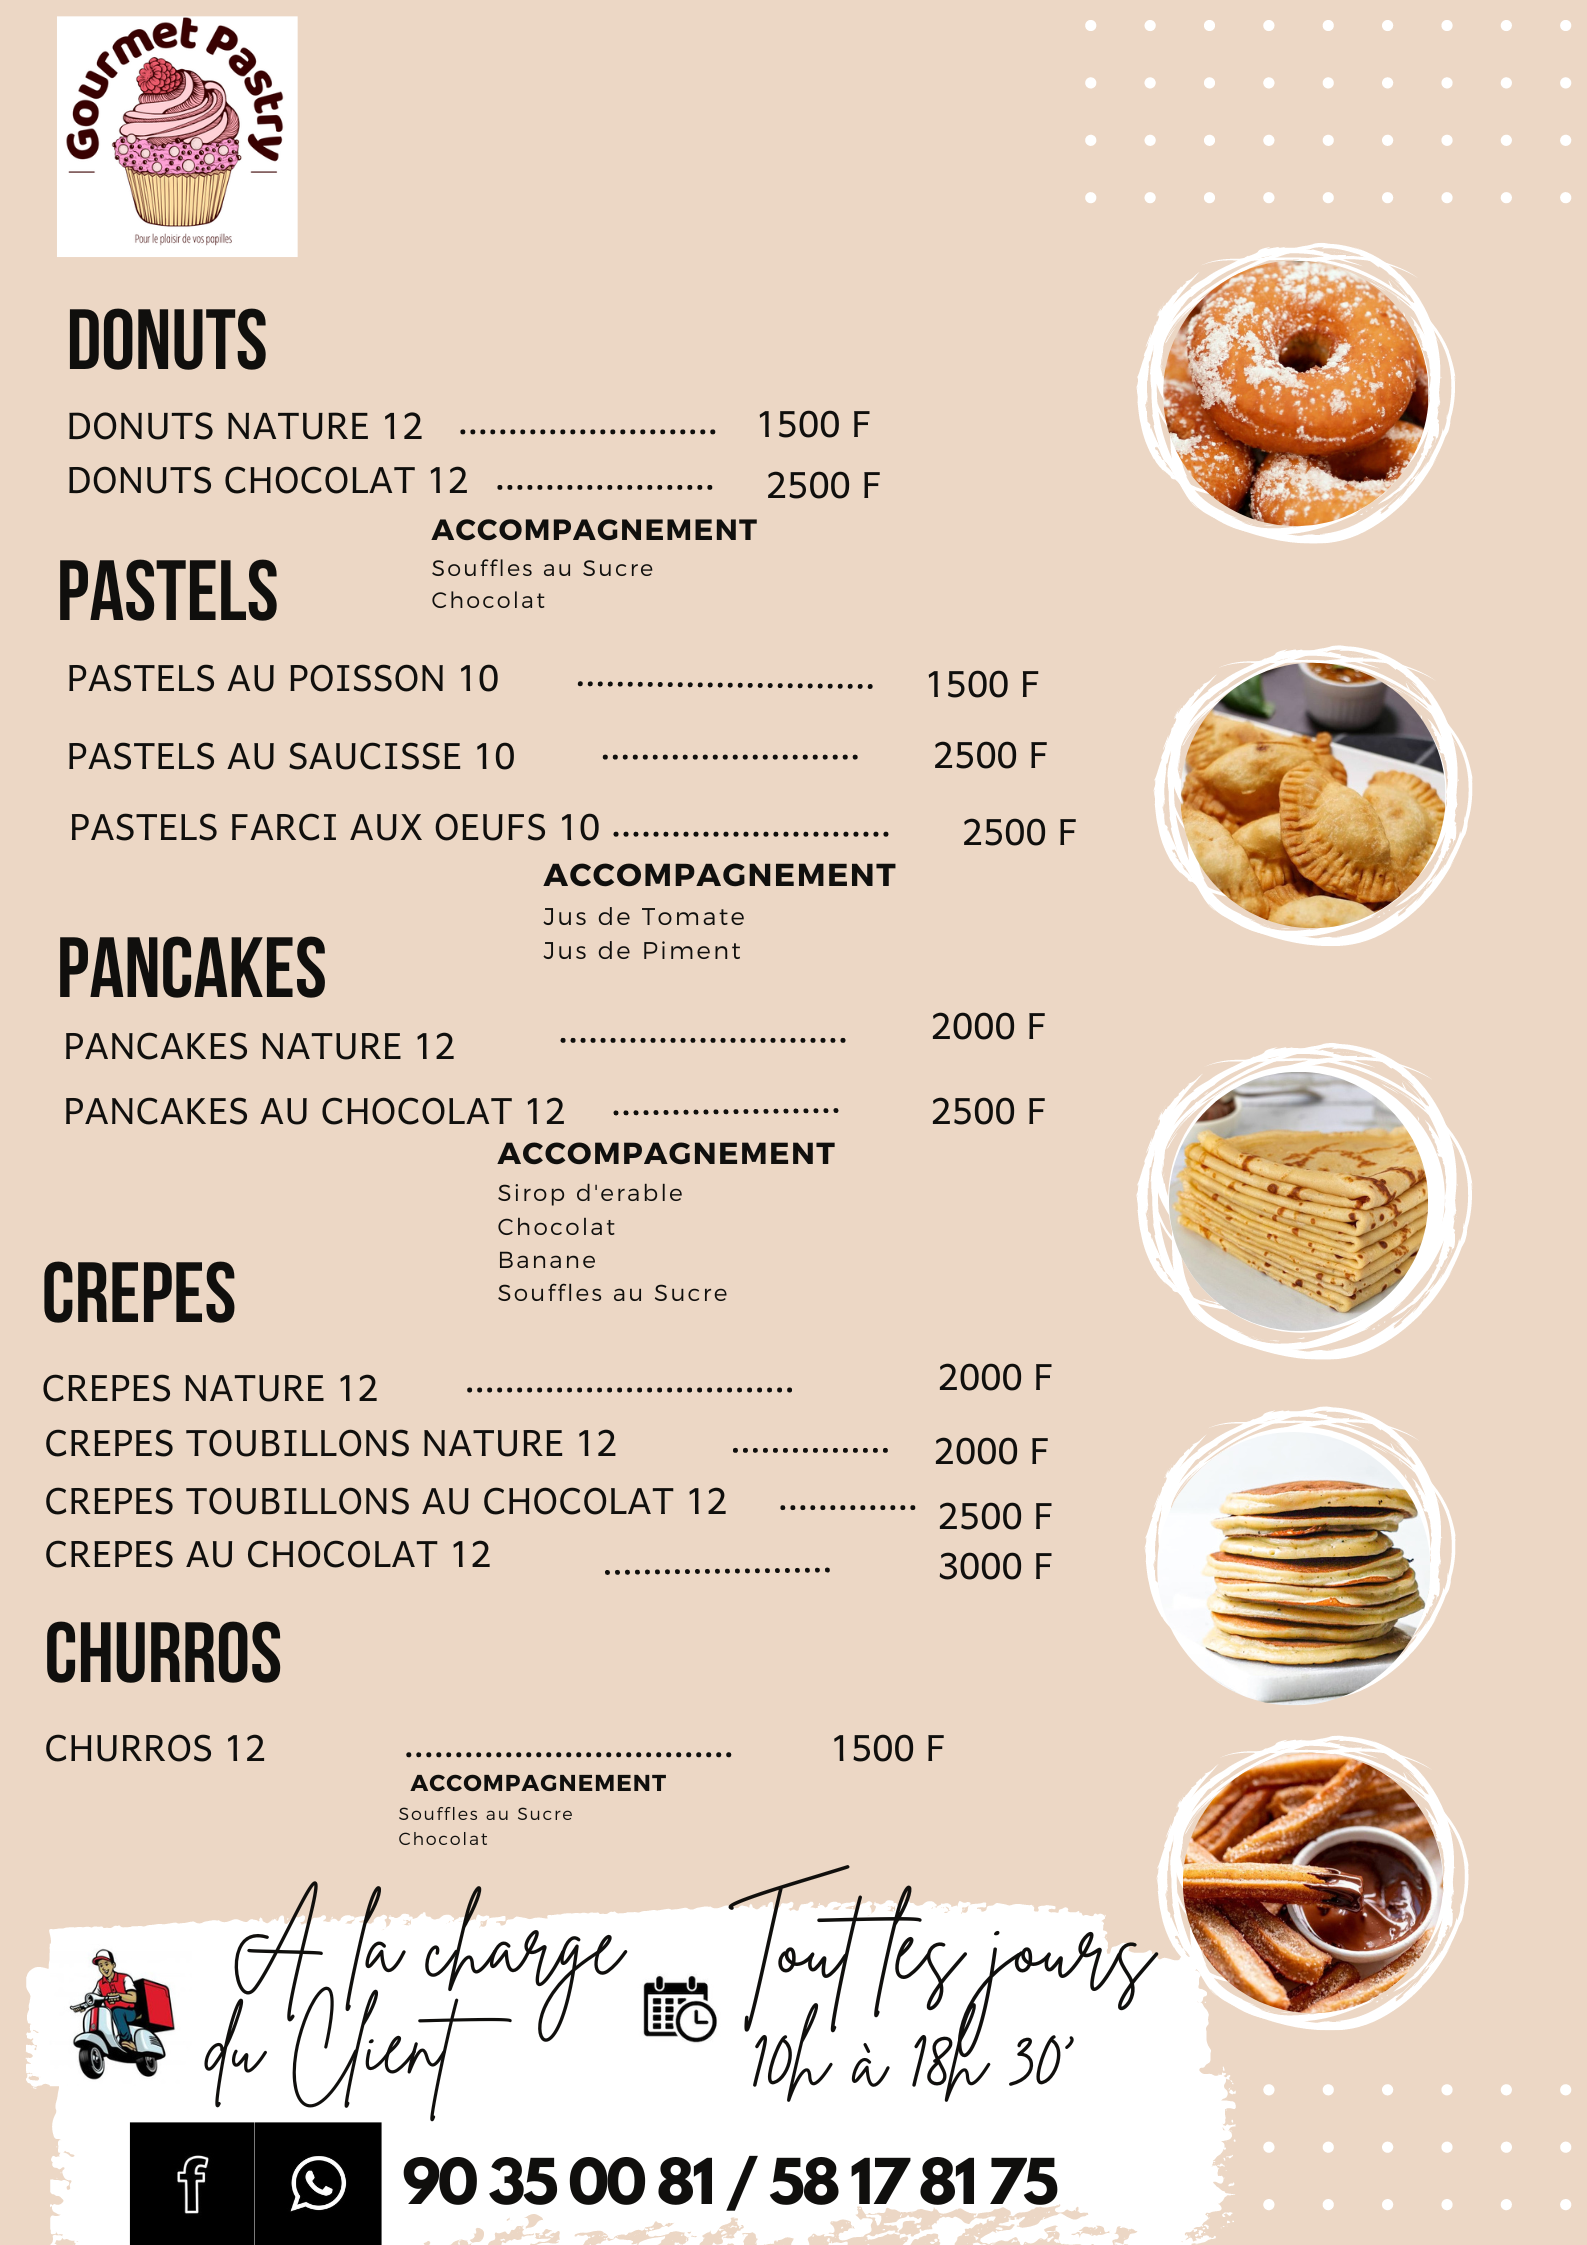 Gourmet Pastry
Pour le plaisir de vos papilles
DONUTS
DONUTS NATURE 12 .......................... 1500 F
DONUTS CHOCOLAT 12 ...................... 2500 F
ACCOMPAGNEMENT
Souffles au Sucre
Chocolat
PASTELS
PASTELS AU POISSON 10 .............................. 1500 F
PASTELS AU SAUCISSE 10 .......................... 2500 F
PASTELS FARCI AUX OEUFS 10 ............................ 2500 F
ACCOMPAGNEMENT
Jus de Tomate
Jus de Piment
PANCAKES
PANCAKES NATURE 12 ............................. 2000 F
PANCAKES AU CHOCOLAT 12 ....................... 2500 F
ACCOMPAGNEMENT
Sirop d'erable
Chocolat
Banane
Souffles au Sucre
CREPES
CREPES NATURE 12 ................................. 2000 F
CREPES TOUBILLONS NATURE 12 ................ 2000 F
CREPES TOUBILLONS AU CHOCOLAT 12 .............. 2500 F
CREPES AU CHOCOLAT 12 ....................... 3000 F
CHURROS
CHURROS 12 ................................. 1500 F
ACCOMPAGNEMENT
Souffles au Sucre
Chocolat
A la charge
du Client
Tout les jours
10h à 18h 30'
90 35 00 81 / 58 17 81 75